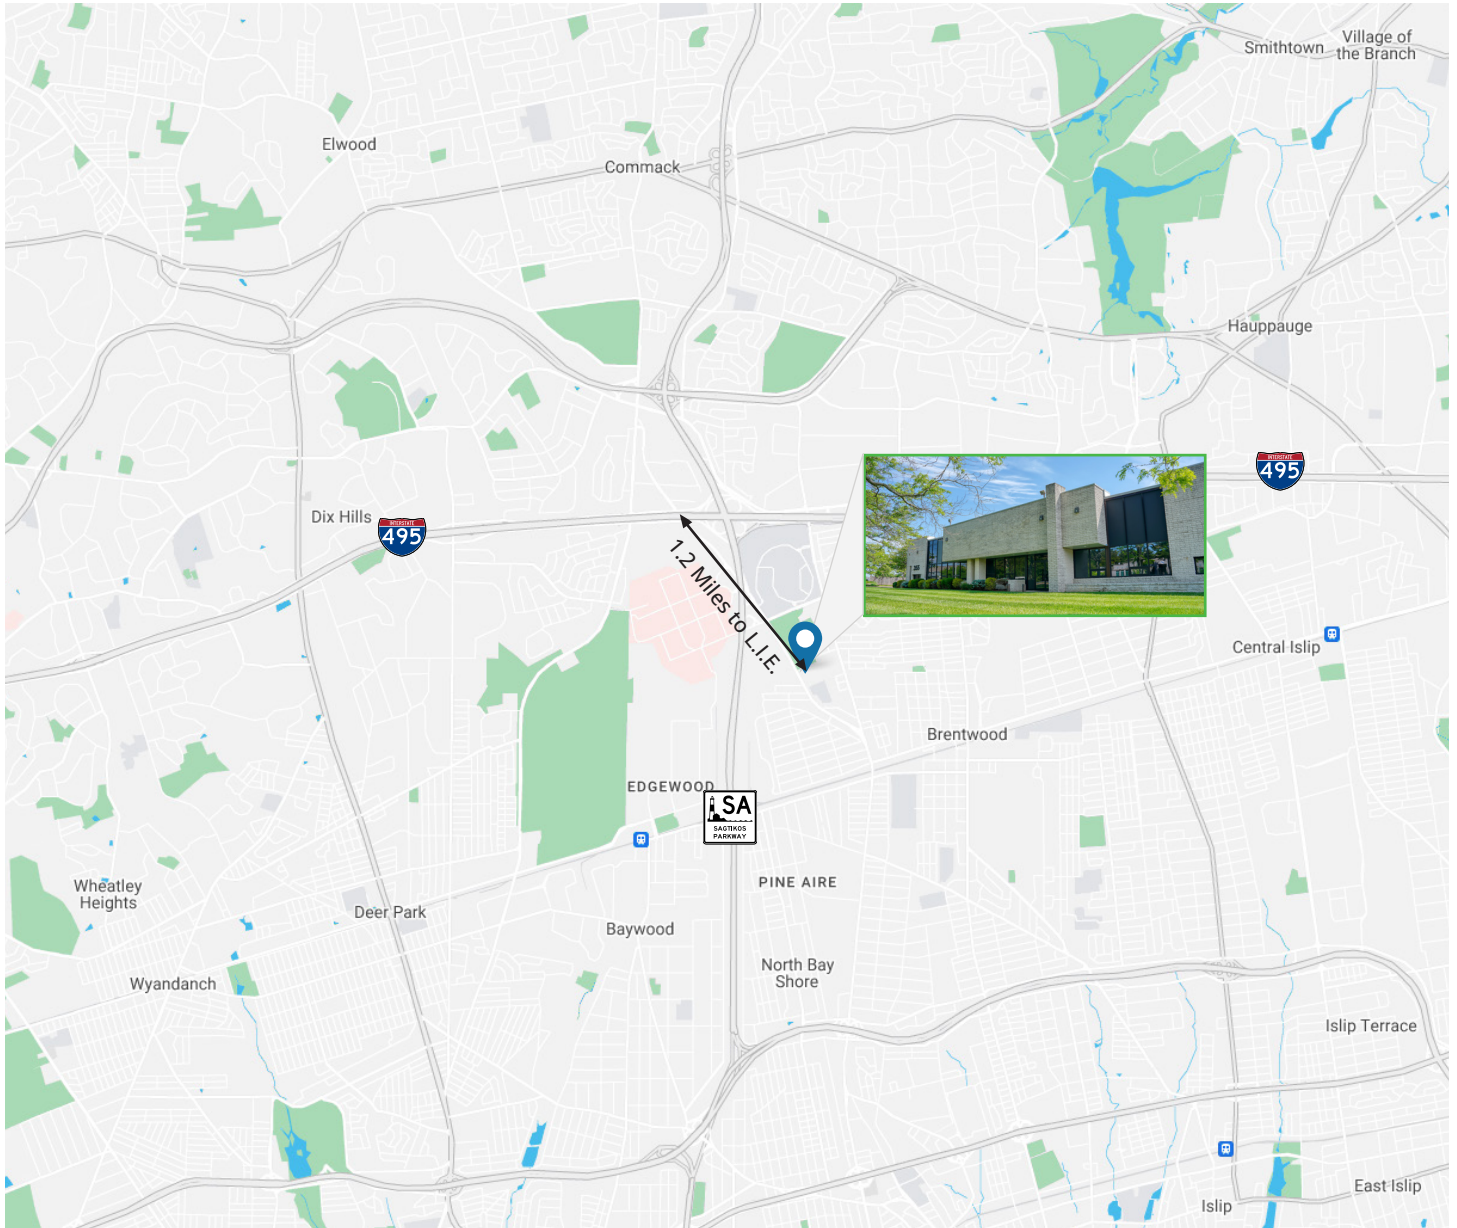 Smithtown
Village of
the Branch
Elwood
Commack
Hauppauge
INTERSTATE
495
Dix Hills
INTERSTATE
495
1.2 Miles to L.I.E.
Central Islip
Brentwood
EDGEWOOD
SA
SAGTIKOS
PARKWAY
PINE AIRE
Wheatley
Heights
Deer Park
Baywood
North Bay
Shore
Wyandanch
Islip Terrace
East Islip
Islip